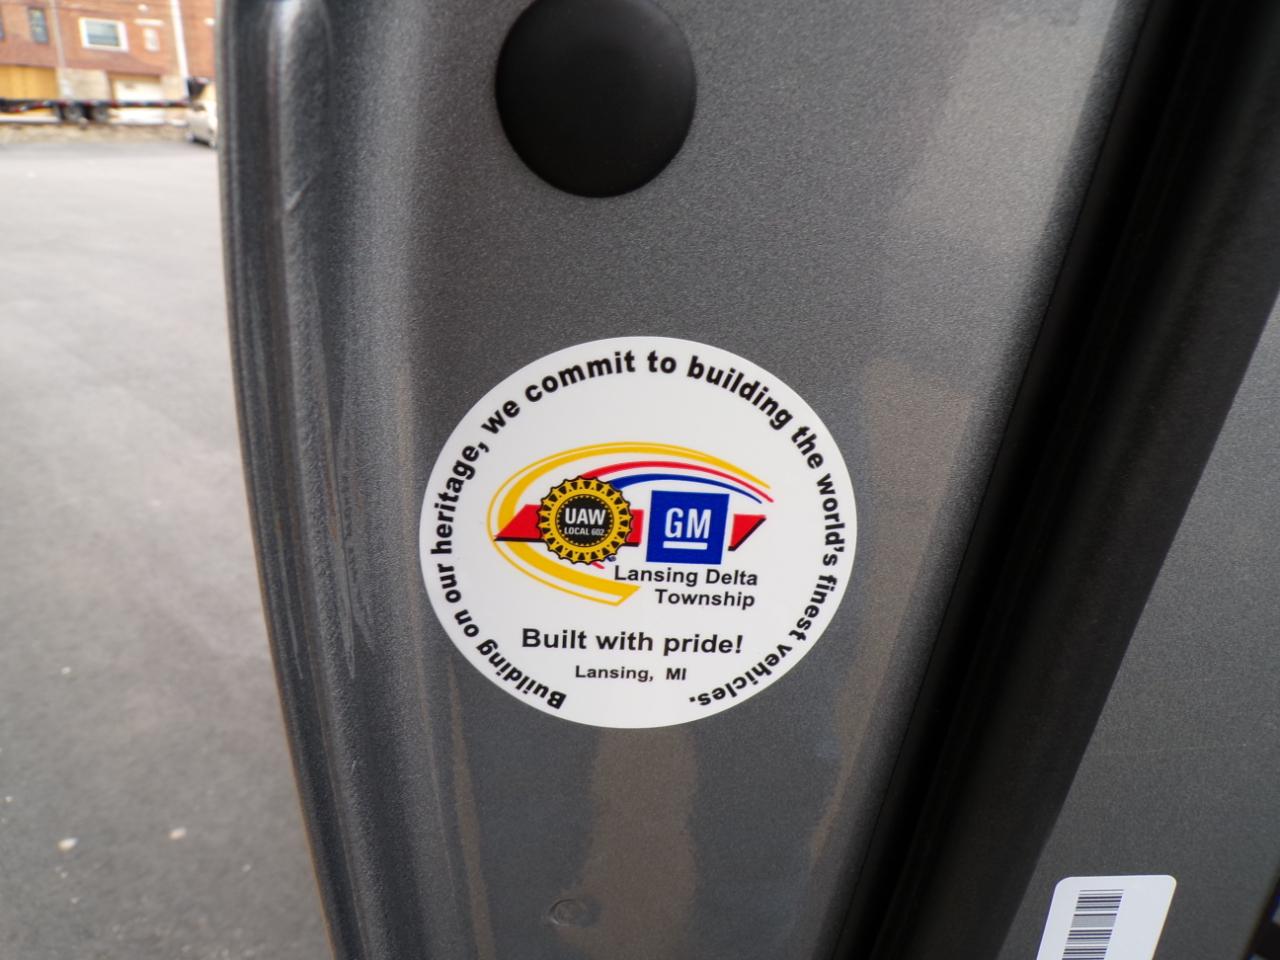 Building on our heritage, we commit to building the world's finest vehicles.
UAW
LOCAL 602
GM
Lansing Delta
Township
Built with pride!
Lansing, MI